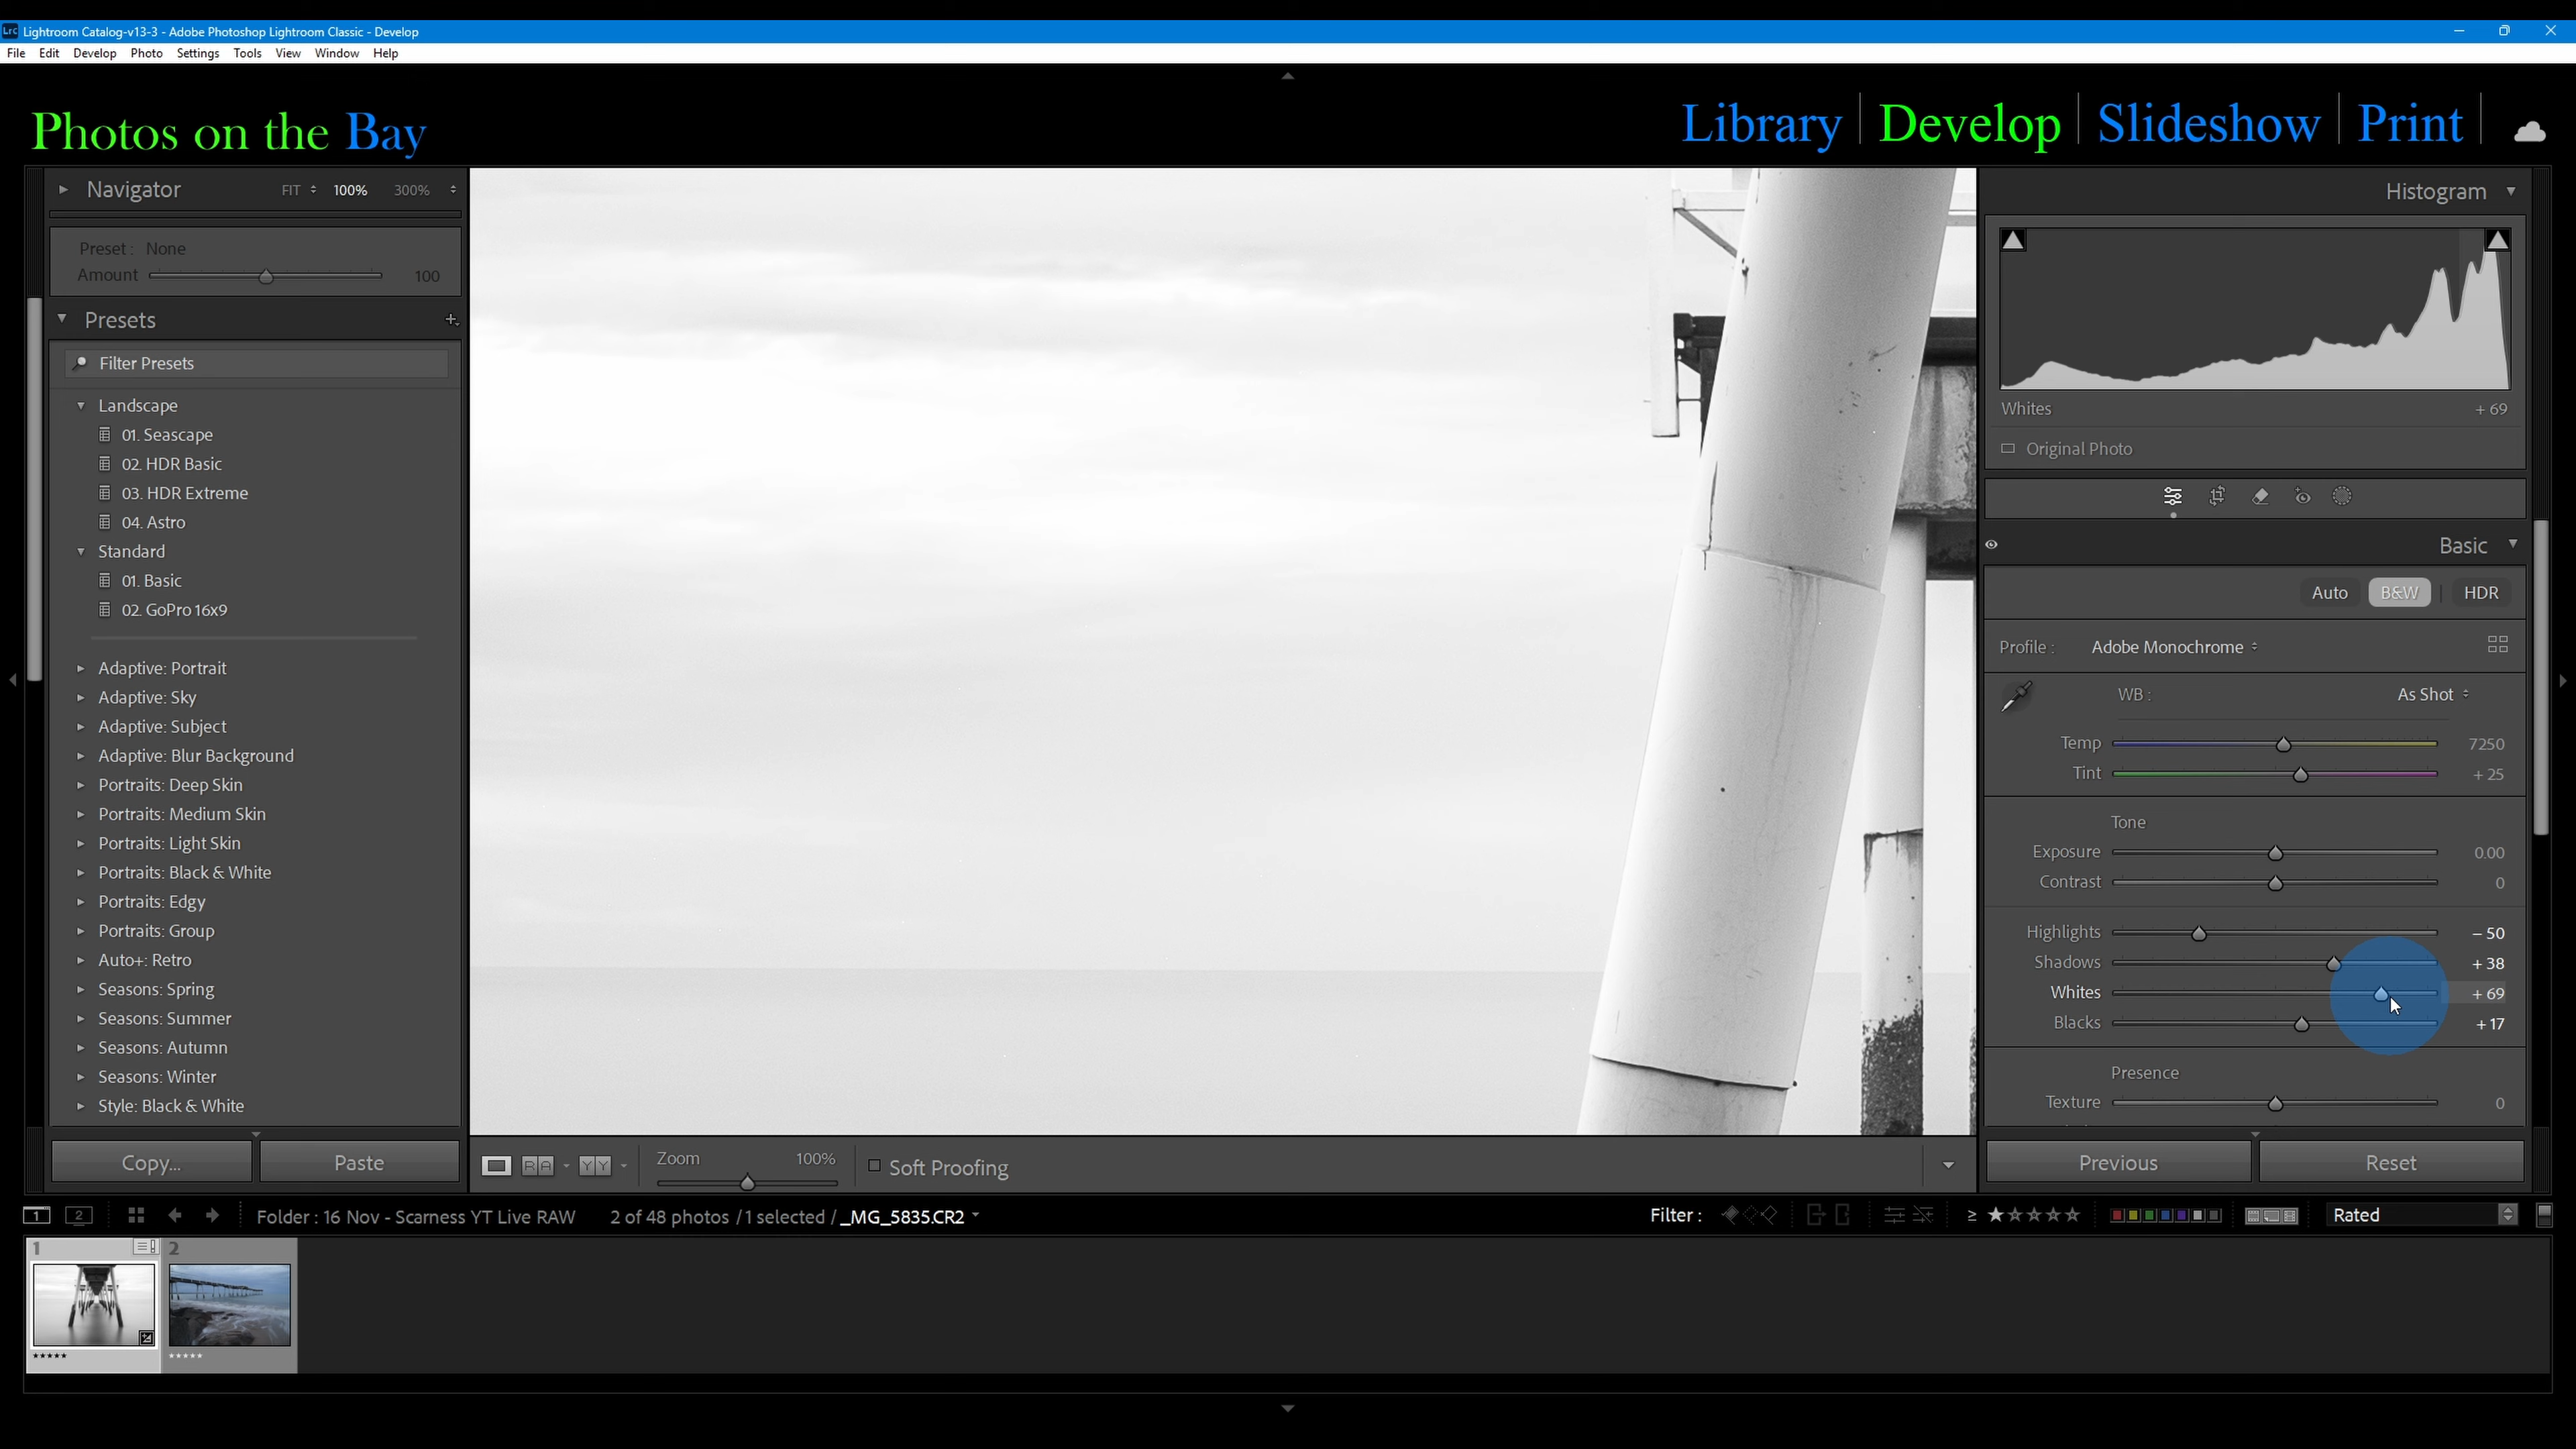 Lrc Lightroom Catalog-v13-3 - Adobe Photoshop Lightroom Classic - Develop
File Edit Develop Photo Settings Tools View Window Help
Photos on the Bay
Library Develop Slideshow Print
Navigator FIT 100% 300%
Preset : None
Amount 100
Presets
Filter Presets
Landscape
01. Seascape
02. HDR Basic
03. HDR Extreme
04. Astro
Standard
01. Basic
02. GoPro 16x9
Adaptive: Portrait
Adaptive: Sky
Adaptive: Subject
Adaptive: Blur Background
Portraits: Deep Skin
Portraits: Medium Skin
Portraits: Light Skin
Portraits: Black & White
Portraits: Edgy
Portraits: Group
Auto+: Retro
Seasons: Spring
Seasons: Summer
Seasons: Autumn
Seasons: Winter
Style: Black & White
Copy... Paste
RA YY Zoom 100% Soft Proofing
Histogram
Whites + 69
Original Photo
Basic
Auto B&W HDR
Profile : Adobe Monochrome
WB : As Shot
Temp 7250
Tint + 25
Tone
Exposure 0.00
Contrast 0
Highlights – 50
Shadows + 38
Whites + 69
Blacks + 17
Presence
Texture 0
Previous Reset
1 2 Folder : 16 Nov - Scarness YT Live RAW 2 of 48 photos / 1 selected / _MG_5835.CR2 Filter : ≥ Rated
1 2